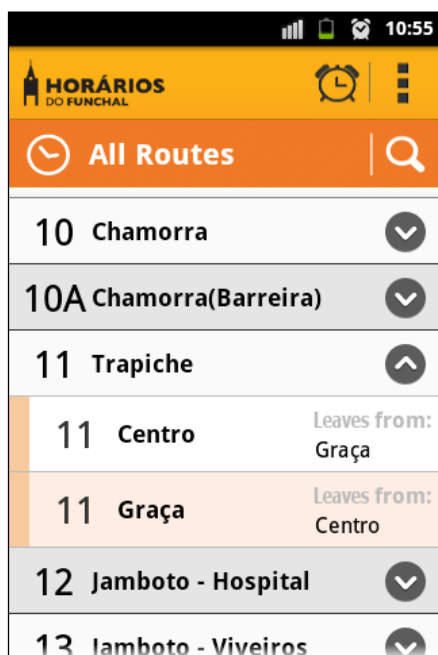 10:55
HORÁRIOS
DO FUNCHAL
All Routes
10 Chamorra
10A Chamorra(Barreira)
11 Trapiche
11 Centro
Leaves from:
Graça
11 Graça
Leaves from:
Centro
12 Jamboto - Hospital
13 Jamboto - Viveiros